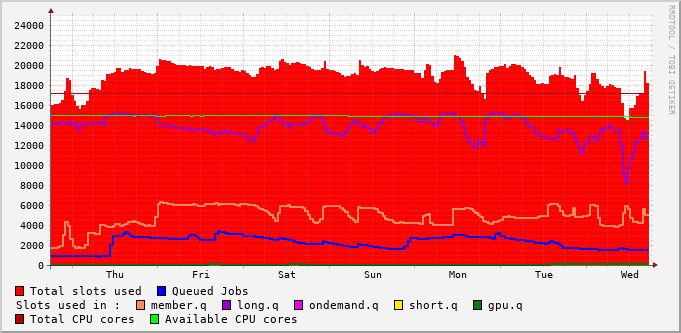 RRDTOOL / TOBI OETIKER
24000
22000
20000
18000
16000
14000
12000
10000
8000
6000
4000
2000
0
Thu Fri Sat Sun Mon Tue Wed
Total slots used Queued Jobs
Slots used in : member.q long.q ondemand.q short.q gpu.q
Total CPU cores Available CPU cores